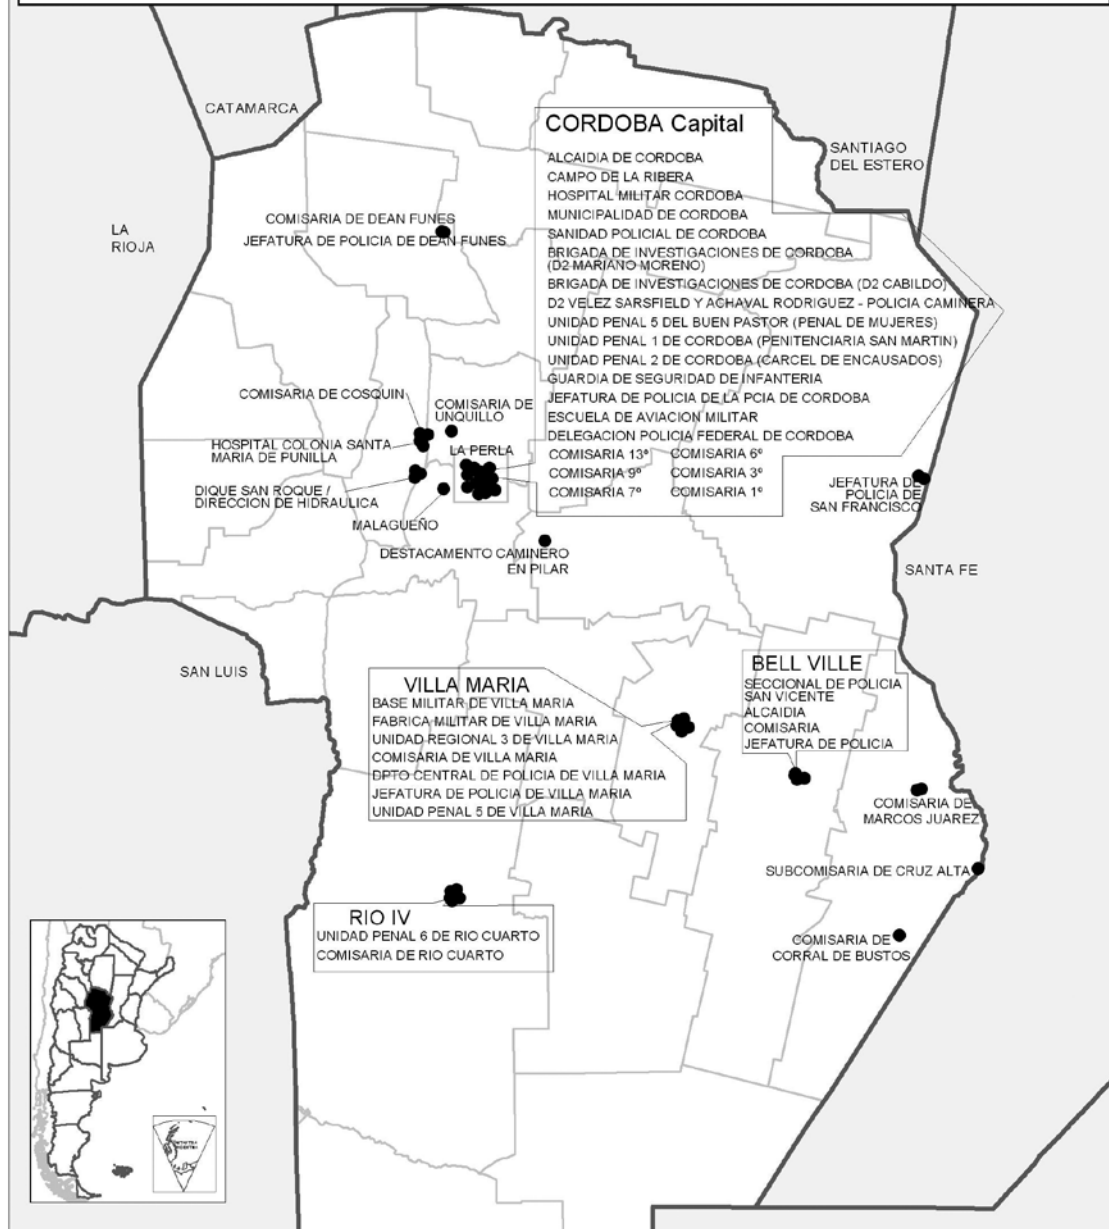 CATAMARCA
SANTIAGO
DEL ESTERO
LA
RIOJA
CORDOBA Capital
ALCAIDIA DE CORDOBA
CAMPO DE LA RIBERA
HOSPITAL MILITAR CORDOBA
MUNICIPALIDAD DE CORDOBA
SANIDAD POLICIAL DE CORDOBA
BRIGADA DE INVESTIGACIONES DE CORDOBA
(D2 MARIANO MORENO)
BRIGADA DE INVESTIGACIONES DE CORDOBA (D2 CABILDO)
D2 VELEZ SARSFIELD Y ACHAVAL RODRIGUEZ - POLICIA CAMINERA
UNIDAD PENAL 5 DEL BUEN PASTOR (PENAL DE MUJERES)
UNIDAD PENAL 1 DE CORDOBA (PENITENCIARIA SAN MARTIN)
UNIDAD PENAL 2 DE CORDOBA (CARCEL DE ENCAUSADOS)
GUARDIA DE SEGURIDAD DE INFANTERIA
JEFATURA DE POLICIA DE LA PCIA DE CORDOBA
ESCUELA DE AVIACION MILITAR
DELEGACION POLICIA FEDERAL DE CORDOBA
COMISARIA 13º COMISARIA 6º
COMISARIA 9º COMISARIA 3º
COMISARIA 7º COMISARIA 1º
COMISARIA DE DEAN FUNES
JEFATURA DE POLICIA DE DEAN FUNES
COMISARIA DE COSQUIN
COMISARIA DE
UNQUILLO
HOSPITAL COLONIA SANTA
MARIA DE PUNILLA
LA PERLA
DIQUE SAN ROQUE /
DIRECCION DE HIDRAULICA
MALAGUEÑO
DESTACAMENTO CAMINERO
EN PILAR
JEFATURA DE
POLICIA DE
SAN FRANCISCO
SANTA FE
SAN LUIS
VILLA MARIA
BASE MILITAR DE VILLA MARIA
FABRICA MILITAR DE VILLA MARIA
UNIDAD REGIONAL 3 DE VILLA MARIA
COMISARIA DE VILLA MARIA
DPTO CENTRAL DE POLICIA DE VILLA MARIA
JEFATURA DE POLICIA DE VILLA MARIA
UNIDAD PENAL 5 DE VILLA MARIA
BELL VILLE
SECCIONAL DE POLICIA
SAN VICENTE
ALCAIDIA
COMISARIA
JEFATURA DE POLICIA
COMISARIA DE
MARCOS JUAREZ
SUBCOMISARIA DE CRUZ ALTA
COMISARIA DE
CORRAL DE BUSTOS
RIO IV
UNIDAD PENAL 6 DE RIO CUARTO
COMISARIA DE RIO CUARTO